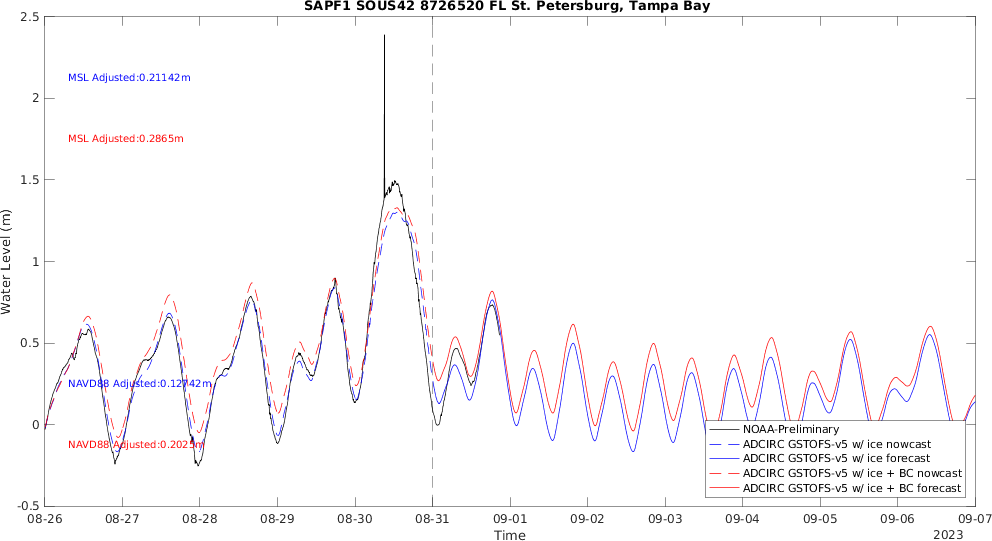 SAPF1 SOUS42 8726520 FL St. Petersburg, Tampa Bay
2.5
2
1.5
1
0.5
0
-0.5
Water Level (m)
MSL Adjusted:0.21142m
MSL Adjusted:0.2865m
NAVD88 Adjusted:0.12742m
NAVD88 Adjusted:0.2025m
NOAA-Preliminary
ADCIRC GSTOFS-v5 w/ ice nowcast
ADCIRC GSTOFS-v5 w/ ice forecast
ADCIRC GSTOFS-v5 w/ ice + BC nowcast
ADCIRC GSTOFS-v5 w/ ice + BC forecast
08-26 08-27 08-28 08-29 08-30 08-31 09-01 09-02 09-03 09-04 09-05 09-06 09-07
Time
2023